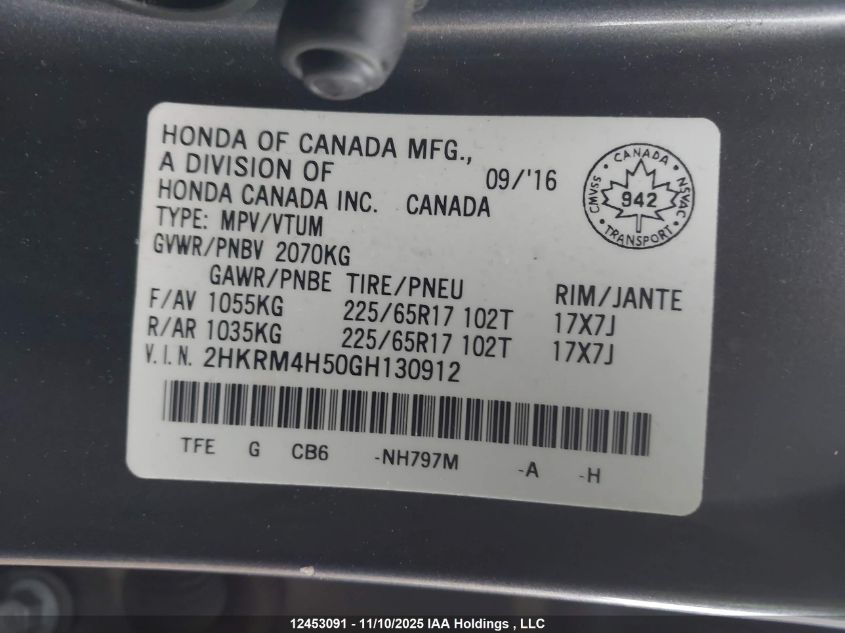 HONDA OF CANADA MFG.,
A DIVISION OF 09/'16
HONDA CANADA INC. CANADA
TYPE: MPV/VTUM
GVWR/PNBV 2070KG
GAWR/PNBE TIRE/PNEU RIM/JANTE
F/AV 1055KG 225/65R17 102T 17X7J
R/AR 1035KG 225/65R17 102T 17X7J
V.I.N. 2HKRM4H50GH130912
TFE G CB6 -NH797M -A -H
CANADA
CMVSS 942 NSVAC
TRANSPORT
12453091 - 11/10/2025 IAA Holdings , LLC